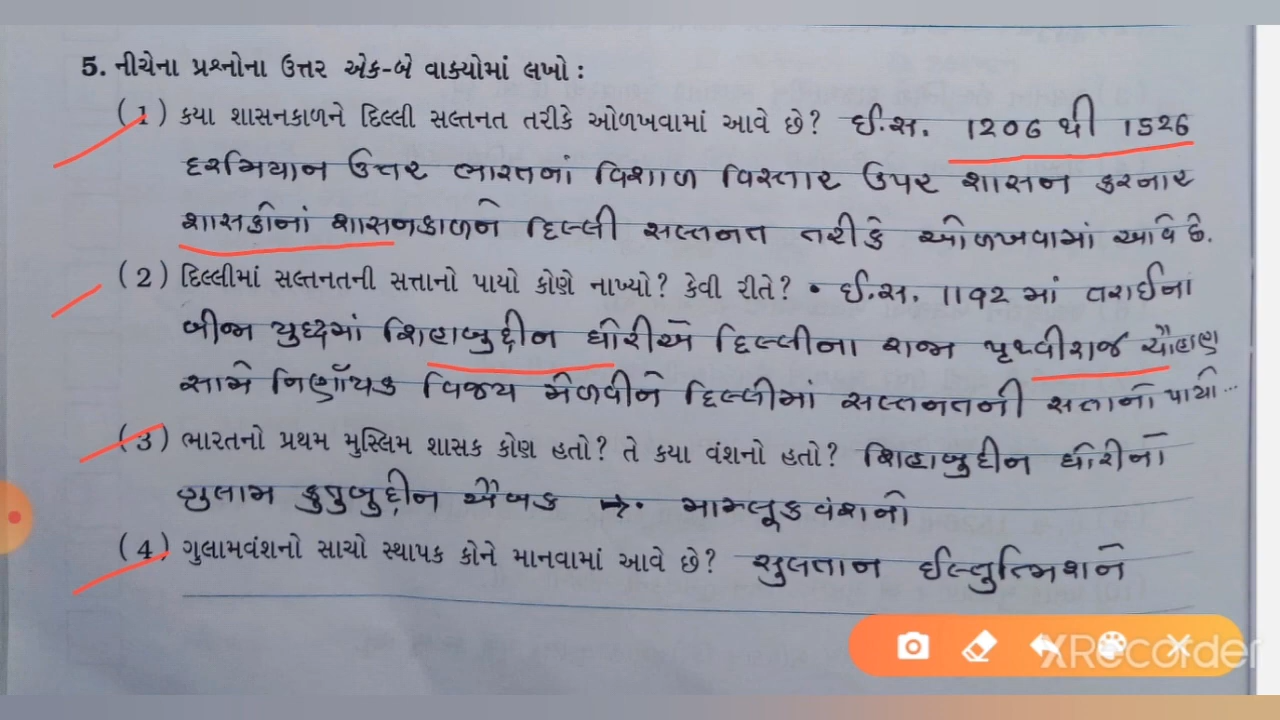 5. નીચેના પ્રશ્નોના ઉત્તર એક-બે વાક્યોમાં લખો :
(1) કયા શાસનકાળને દિલ્લી સલ્તનત તરીકે ઓળખવામાં આવે છે? ઈ.સ. 1206 થી 1526
દરમિયાન ઉત્તર ભારતનાં વિશાળ વિસ્તાર ઉપર શાસન કરનાર
શાસકોનાં શાસનકાળને દિલ્લી સલ્તનત તરીકે ઓળખવામાં આવે છે.
(2) દિલ્લીમાં સલ્તનતની સત્તાનો પાયો કોણે નાખ્યો? કેવી રીતે? • ઈ.સ. 1192 માં તરાઈના
બીજા યુદ્ધમાં શિહાબુદ્દીન ઘોરીએ દિલ્લીના રાજા પૃથ્વીરાજ ચૌહાણ
સામે નિર્ણાયક વિજય મેળવીને દિલ્લીમાં સલ્તનતની સત્તાનો પાયો...
(3) ભારતનો પ્રથમ મુસ્લિમ શાસક કોણ હતો? તે કયા વંશનો હતો? શિહાબુદ્દીન ઘોરીનો
ગુલામ કુતુબુદ્દીન ઐબક →. મામ્લૂક વંશનો
(4) ગુલામવંશનો સાચો સ્થાપક કોને માનવામાં આવે છે? સુલતાન ઈલ્તુત્મિશને
XRecorder